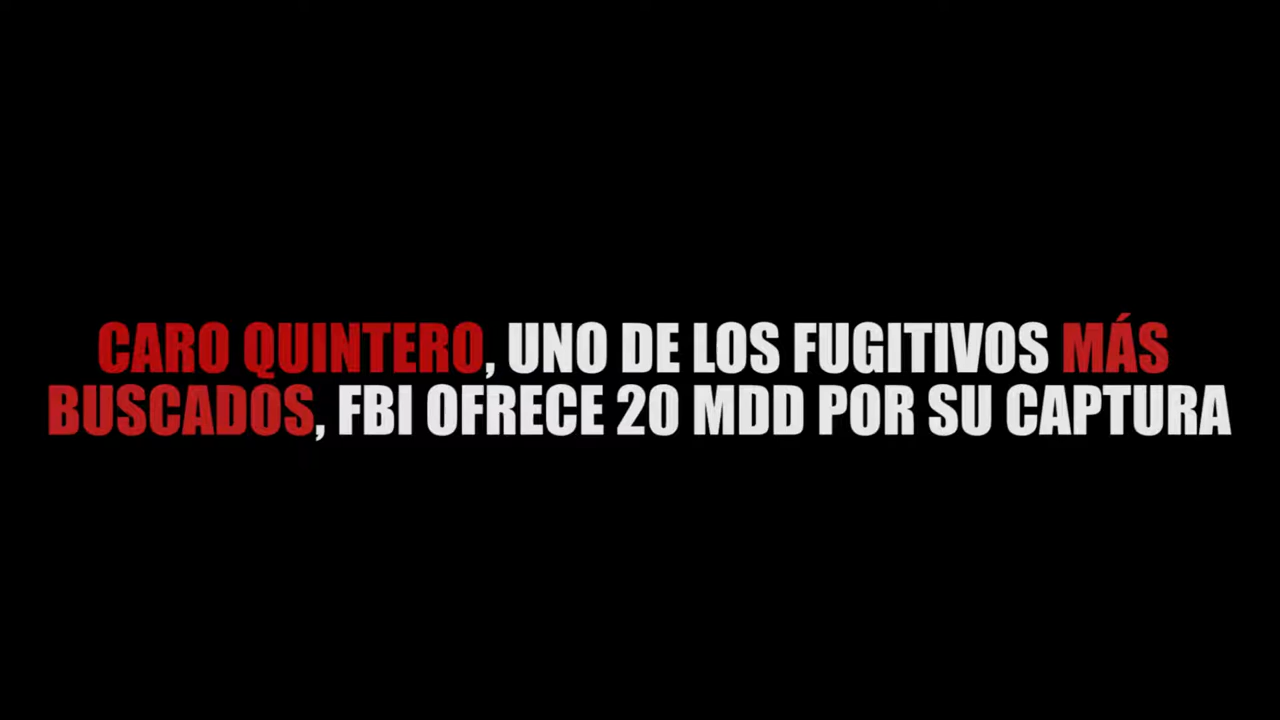 CARO QUINTERO, UNO DE LOS FUGITIVOS MÁS
BUSCADOS, FBI OFRECE 20 MDD POR SU CAPTURA